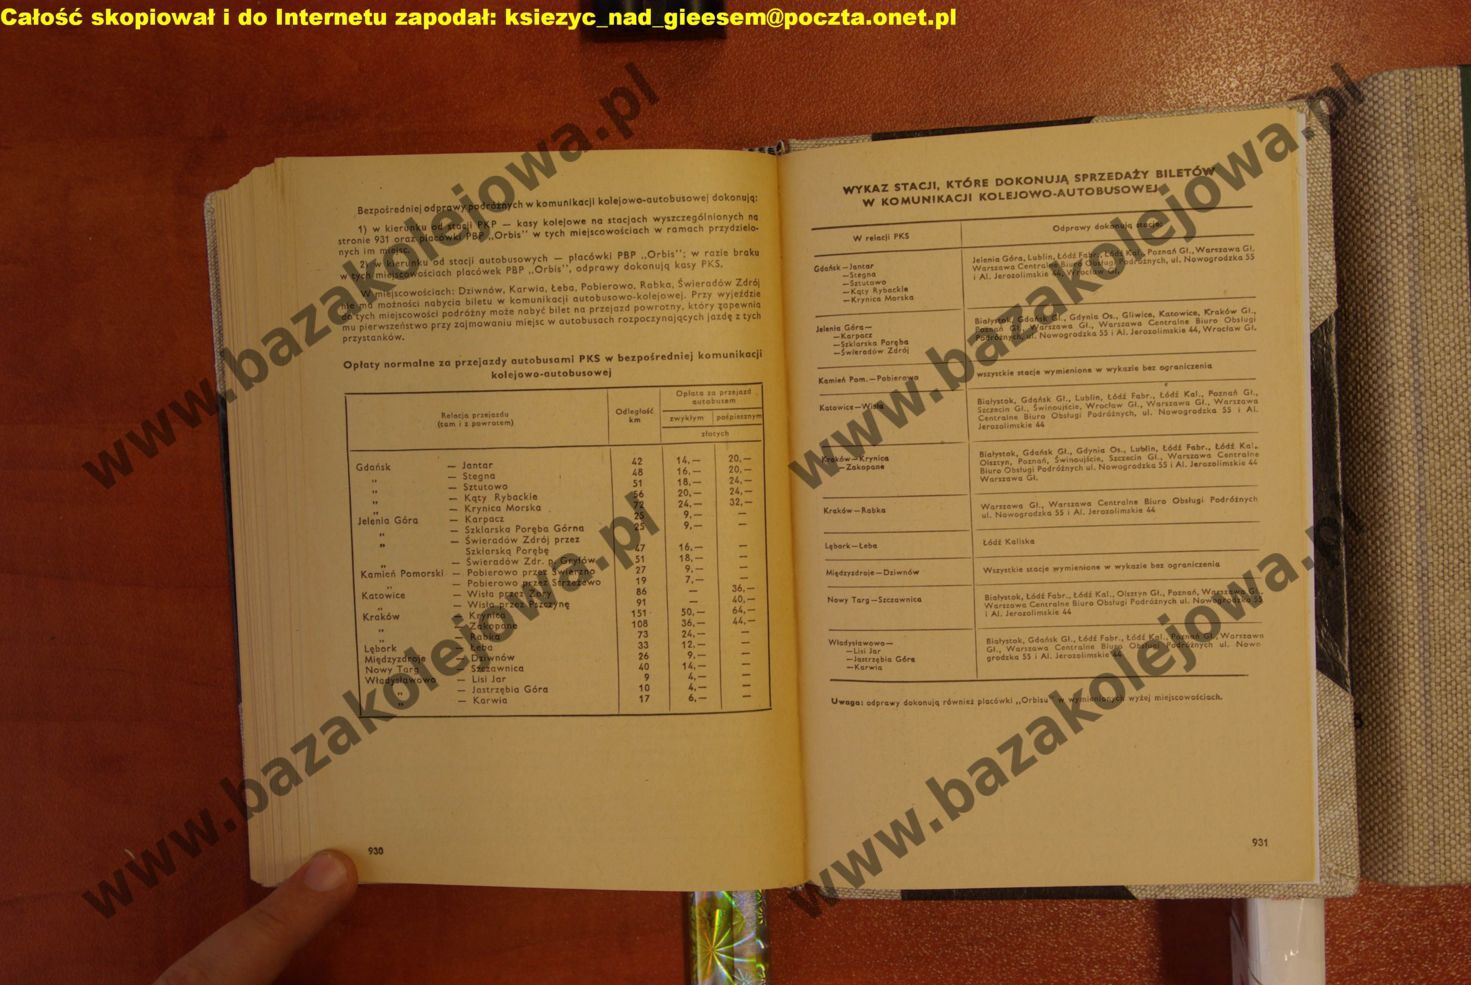 Całość skopiował i do Internetu zapodał: ksiezyc_nad_gieesem@poczta.onet.pl
Bezpośredniej odprawy podróżnych w komunikacji kolejowo-autobusowej dokonują:
1) w kierunku od stacji PKP — kasy kolejowe na stacjach wyszczególnionych na
stronie 931 oraz placówki PBP „Orbis" w tych miejscowościach w ramach przydzielo-
nych im miejsc.
2) w kierunku od stacji autobusowych — placówki PBP „Orbis"; w razie braku
w tych miejscowościach placówek PBP „Orbis", odprawy dokonują kasy PKS.
W miejscowościach: Dziwnów, Karwia, Łeba, Pobierowo, Rabka, Świeradów Zdrój
nie ma możności nabycia biletu w komunikacji autobusowo-kolejowej. Przy wyjeździe
do tych miejscowości podróżny może nabyć bilet na przejazd powrotny, który zapewnia
mu pierwszeństwo przy zajmowaniu miejsc w autobusach rozpoczynających jazdę z tych
przystanków.
Opłaty normalne za przejazdy autobusami PKS w bezpośredniej komunikacji
kolejowo-autobusowej
Relacja przejazdu
(tam i z powrotem)
Odległość
km
Opłata za przejazd
autobusem
zwykłym pośpiesznym
złotych
Gdańsk — Jantar 42 14,— 20,—
„ — Stegna 48 16,— 20,—
„ — Sztutowo 51 18,— 24,—
„ — Kąty Rybackie 56 20,— 24,—
„ — Krynica Morska 72 24,— 32,—
Jelenia Góra — Karpacz 25 9,— —
„ — Szklarska Poręba Górna 25 9,— —
„ — Świeradów Zdrój przez
Szklarską Porębę 47 16,— —
„ — Świeradów Zdr. p. Gryfów 51 18,— —
Kamień Pomorski — Pobierowo przez Świerzno 27 9,— —
„ — Pobierowo przez Strzeżewo 19 7,— —
Katowice — Wisła przez Żory 86 — 36,—
„ — Wisła przez Pszczynę 91 — 40,—
Kraków — Krynica 151 50,— 64,—
„ — Zakopane 108 36,— 44,—
„ — Rabka 73 24,— —
Lębork — Łeba 33 12,— —
Międzyzdroje — Dziwnów 26 9,— —
Nowy Targ — Szczawnica 40 14,— —
Władysławowo — Lisi Jar 9 4,— —
„ — Jastrzębia Góra 10 4,— —
„ — Karwia 17 6,— —
930
WYKAZ STACJI, KTÓRE DOKONUJĄ SPRZEDAŻY BILETÓW
W KOMUNIKACJI KOLEJOWO-AUTOBUSOWEJ
W relacji PKS
Odprawy dokonują stacje:
Gdańsk—Jantar
—Stegna
—Sztutowo
—Kąty Rybackie
—Krynica Morska
Jelenia Góra, Lublin, Łódź Fabr., Łódź Kal., Poznań Gł., Warszawa Gł.
Warszawa Centralne Biuro Obsługi Podróżnych, ul. Nowogrodzka 55
i Al. Jerozolimskie 44, Wrocław Gł.
Jelenia Góra—
—Karpacz
—Szklarska Poręba
—Świeradów Zdrój
Białystok, Gdańsk Gł., Gdynia Os., Gliwice, Katowice, Kraków Gł.,
Poznań Gł., Warszawa Gł., Warszawa Centralne Biuro Obsługi
Podróżnych, ul. Nowogrodzka 55 i Al. Jerozolimskie 44, Wrocław Gł.
Kamień Pom.—Pobierowo
wszystkie stacje wymienione w wykazie bez ograniczenia
Katowice—Wisła
Białystok, Gdańsk Gł., Lublin, Łódź Fabr., Łódź Kal., Poznań Gł.,
Szczecin Gł., Świnoujście, Wrocław Gł., Warszawa Gł., Warszawa
Centralne Biuro Obsługi Podróżnych, ul. Nowogrodzka 55 i Al.
Jerozolimskie 44
Kraków—Krynica
—Zakopane
Białystok, Gdańsk Gł., Gdynia Os., Lublin, Łódź Fabr., Łódź Kal.
Olsztyn, Poznań, Świnoujście, Szczecin Gł., Warszawa Centralne
Biuro Obsługi Podróżnych ul. Nowogrodzka 55 i Al. Jerozolimskie 44
Warszawa Gł.
Kraków—Rabka
Warszawa Gł., Warszawa Centralne Biuro Obsługi Podróżnych
ul. Nowogrodzka 55 i Al. Jerozolimskie 44
Lębork—Łeba
Łódź Kaliska
Międzyzdroje—Dziwnów
Wszystkie stacje wymienione w wykazie bez ograniczenia
Nowy Targ—Szczawnica
Białystok, Łódź Fabr., Łódź Kal., Olsztyn Gł., Poznań, Warszawa Gł.,
Warszawa Centralne Biuro Obsługi Podróżnych ul. Nowogrodzka 55
i Al. Jerozolimskie 44
Władysławowo—
—Lisi Jar
—Jastrzębia Góra
—Karwia
Białystok, Gdańsk Gł., Łódź Fabr., Łódź Kal., Poznań Gł., Warszawa
Gł., Warszawa Centralne Biuro Obsługi Podróżnych ul. Nowo-
grodzka 55 i Al. Jerozolimskie 44
Uwaga: odprawy dokonują również placówki „Orbisu" w wymienionych wyżej miejscowościach.
931
www.bazakolejowa.pl
www.bazakolejowa.pl
www.bazakolejowa.pl
www.bazakolejowa.pl